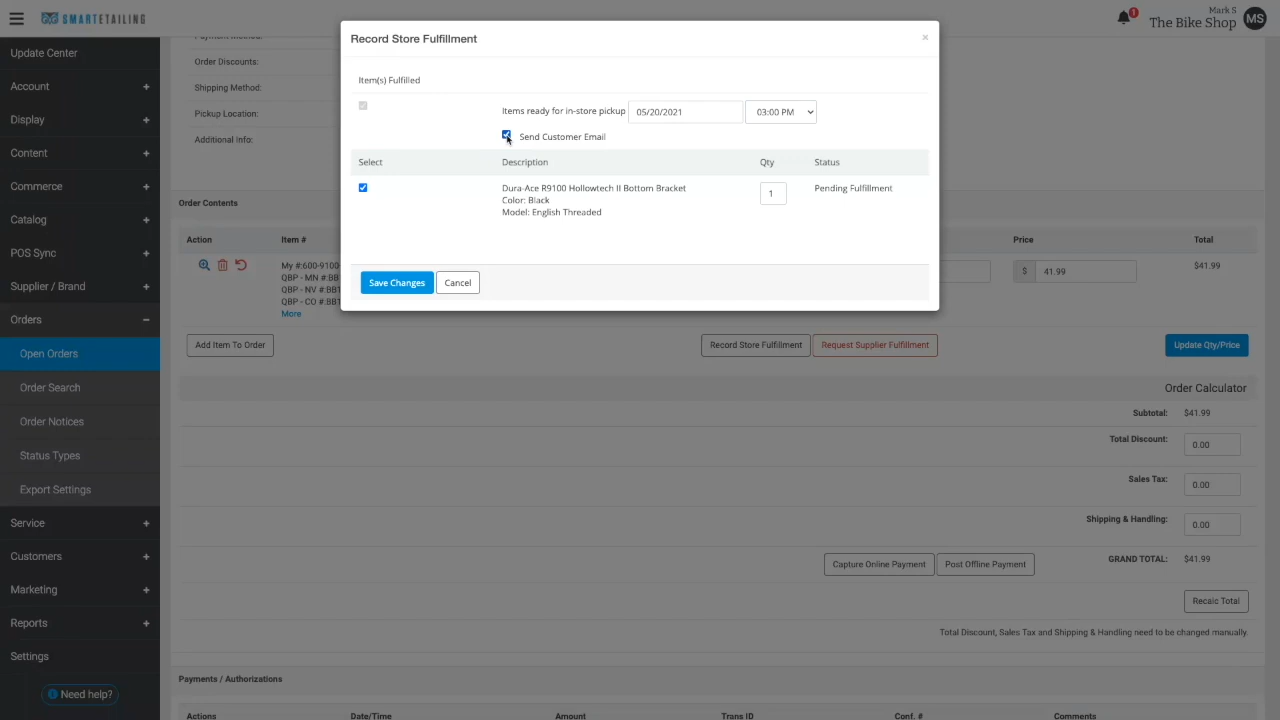 SMARTETAILING
Mark S
The Bike Shop
MS
1
Update Center
Account
Display
Content
Commerce
Catalog
POS Sync
Supplier / Brand
Orders
Open Orders
Order Search
Order Notices
Status Types
Export Settings
Service
Customers
Marketing
Reports
Settings
Need help?
Order Discounts:
Shipping Method:
Pickup Location:
Additional Info:
Record Store Fulfillment
×
Item(s) Fulfilled
Items ready for in-store pickup 05/20/2021 03:00 PM
Send Customer Email
Select Description Qty Status
Dura-Ace R9100 Hollowtech II Bottom Bracket 1 Pending Fulfillment
Color: Black
Model: English Threaded
Save Changes Cancel
Order Contents
Action Item # Price Total
My #:600-9100 $ 41.99 $41.99
QBP - MN #:BB1
QBP - NV #:BB1
QBP - CO #:BB1
More
Add Item To Order Record Store Fulfillment Request Supplier Fulfillment Update Qty/Price
Order Calculator
Subtotal: $41.99
Total Discount: 0.00
Sales Tax: 0.00
Shipping & Handling: 0.00
Capture Online Payment Post Offline Payment GRAND TOTAL: $41.99
Recalc Total
Total Discount, Sales Tax and Shipping & Handling need to be changed manually.
Payments / Authorizations
Actions Date/Time Amount Trans ID Conf. # Comments